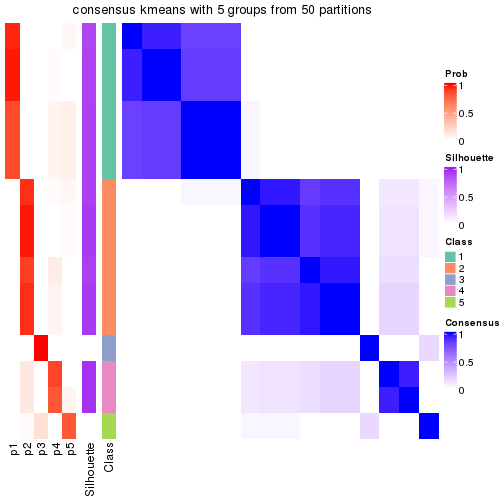 consensus kmeans with 5 groups from 50 partitions
Prob
1
0.5
0
Silhouette
1
0.5
0
Class
1
2
3
4
5
Consensus
1
0.5
0
p1
p2
p3
p4
p5
Silhouette
Class